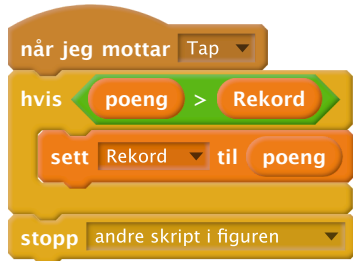 når jeg mottar Tap
hvis poeng > Rekord
sett Rekord til poeng
stopp andre skript i figuren